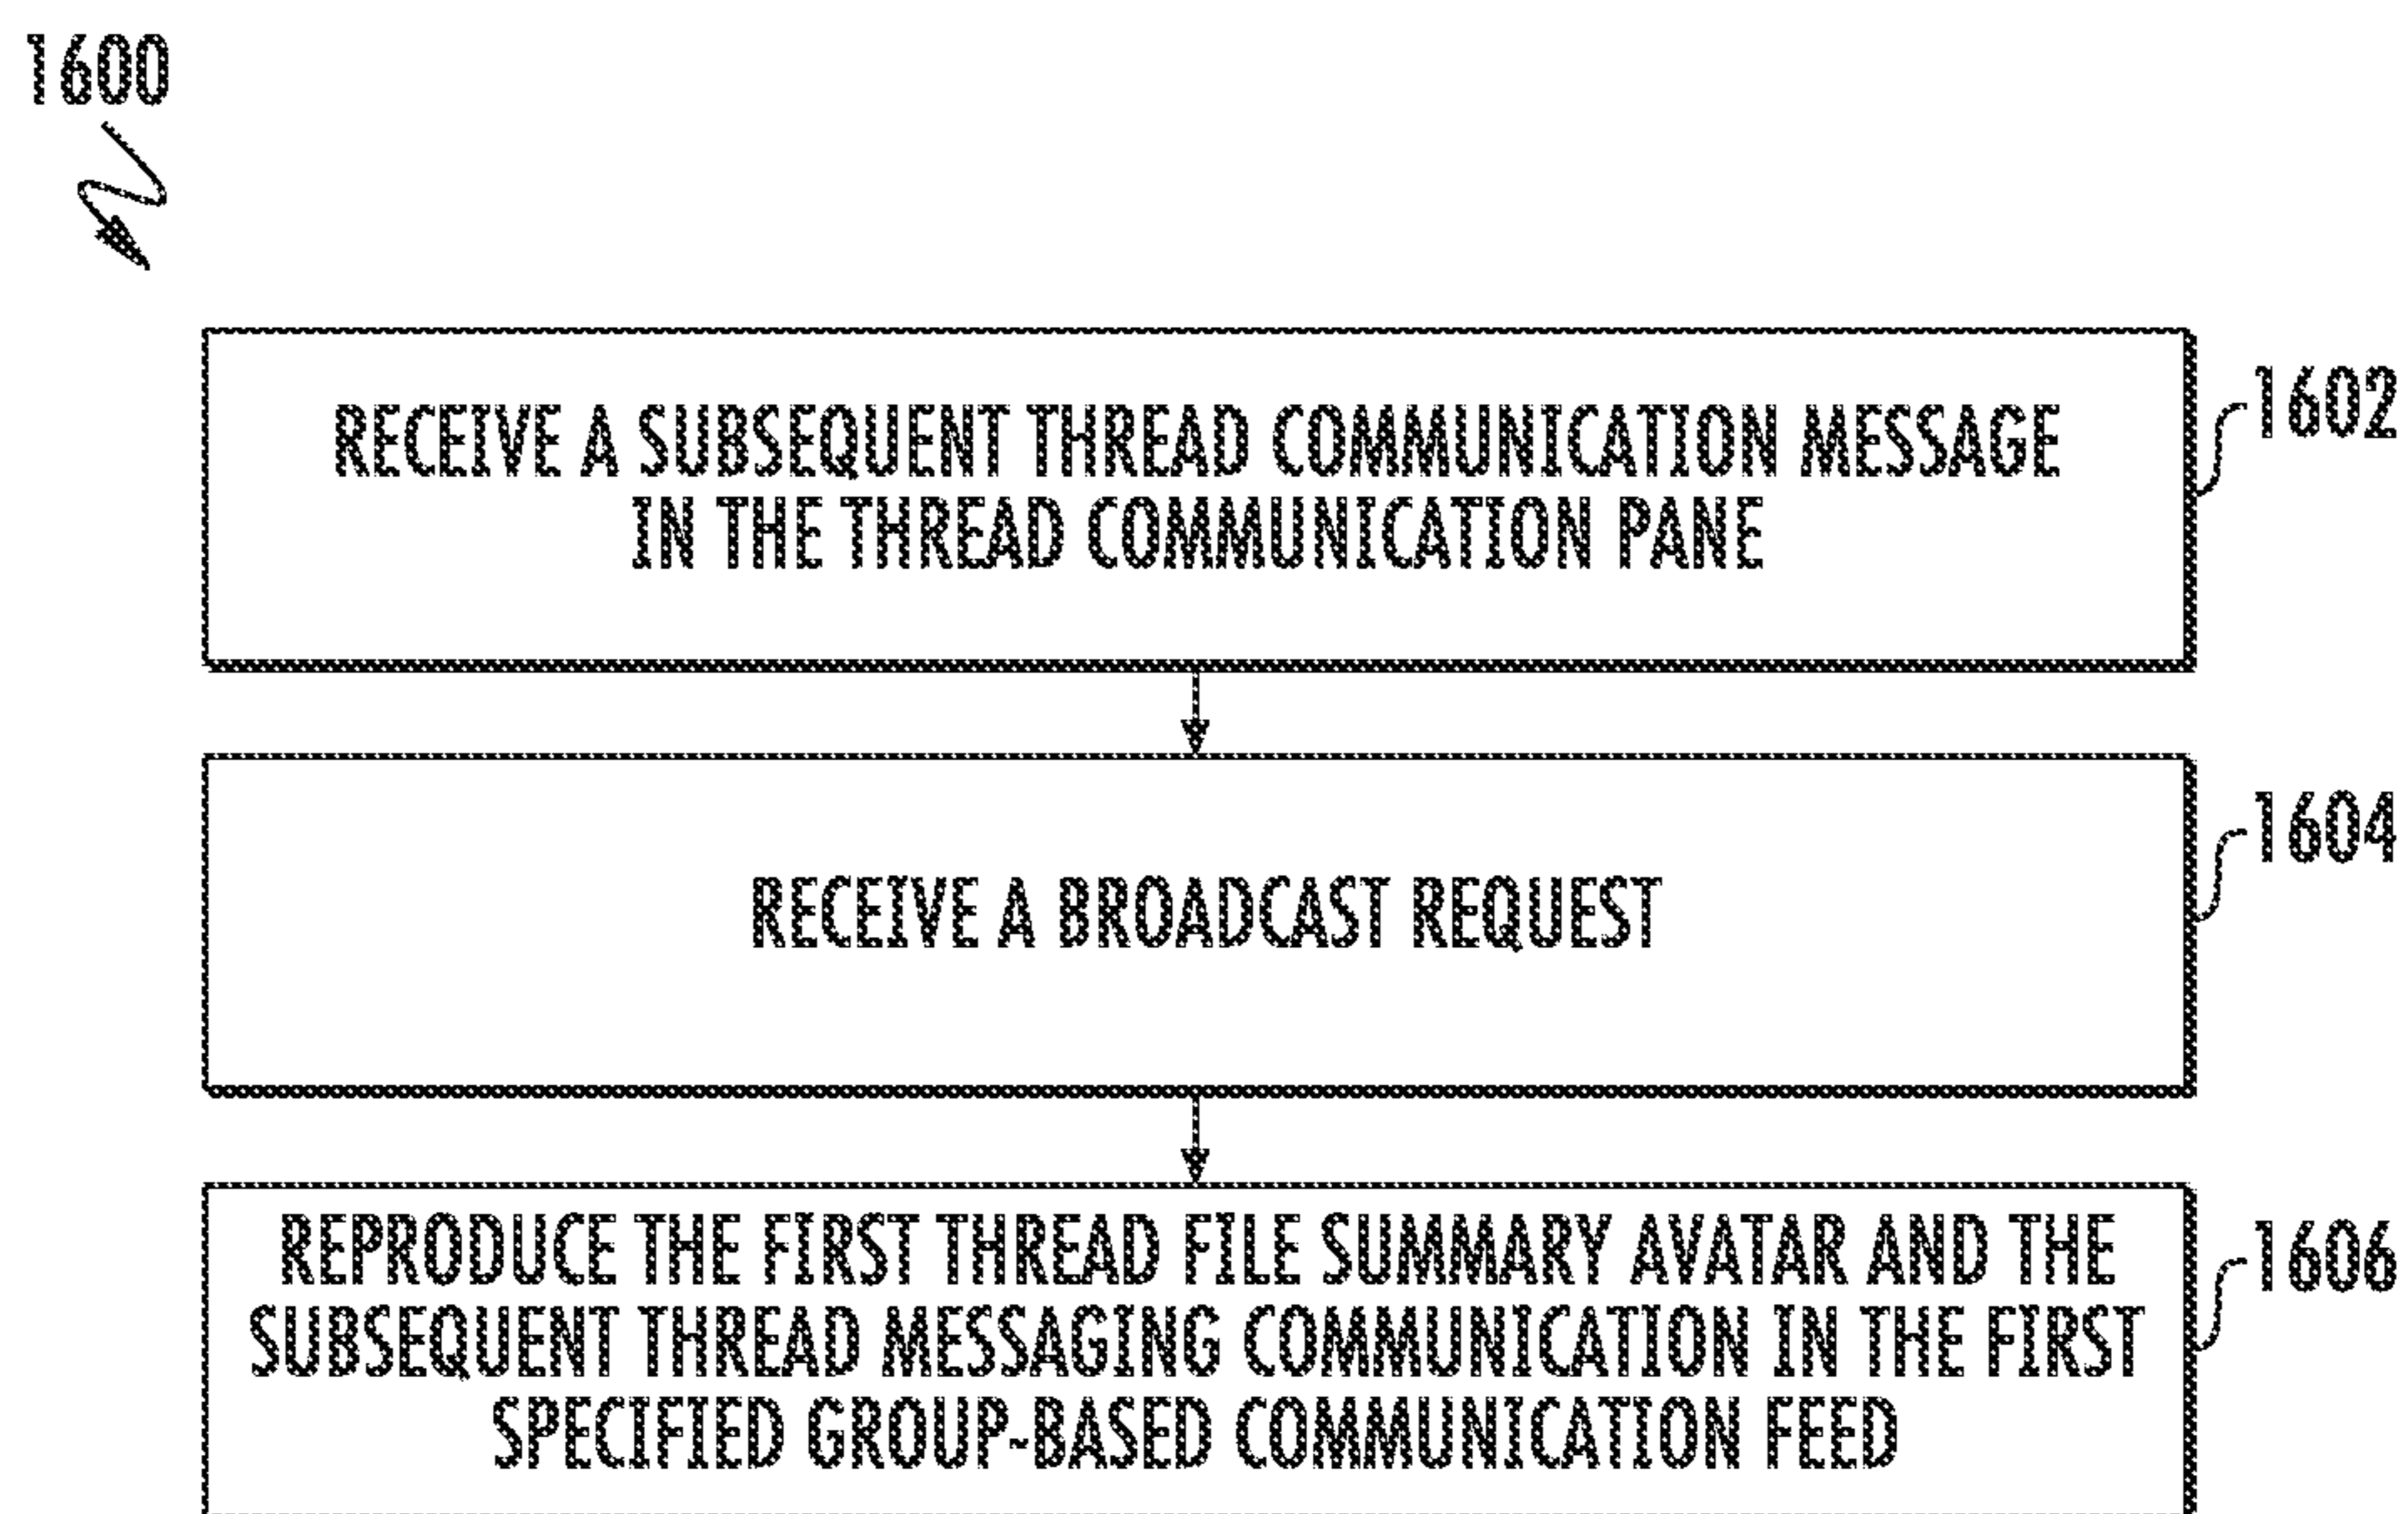 1600
RECEIVE A SUBSEQUENT THREAD COMMUNICATION MESSAGE
IN THE THREAD COMMUNICATION PANE
1602
RECEIVE A BROADCAST REQUEST
1604
REPRODUCE THE FIRST THREAD FILE SUMMARY AVATAR AND THE
SUBSEQUENT THREAD MESSAGING COMMUNICATION IN THE FIRST
SPECIFIED GROUP-BASED COMMUNICATION FEED
1606